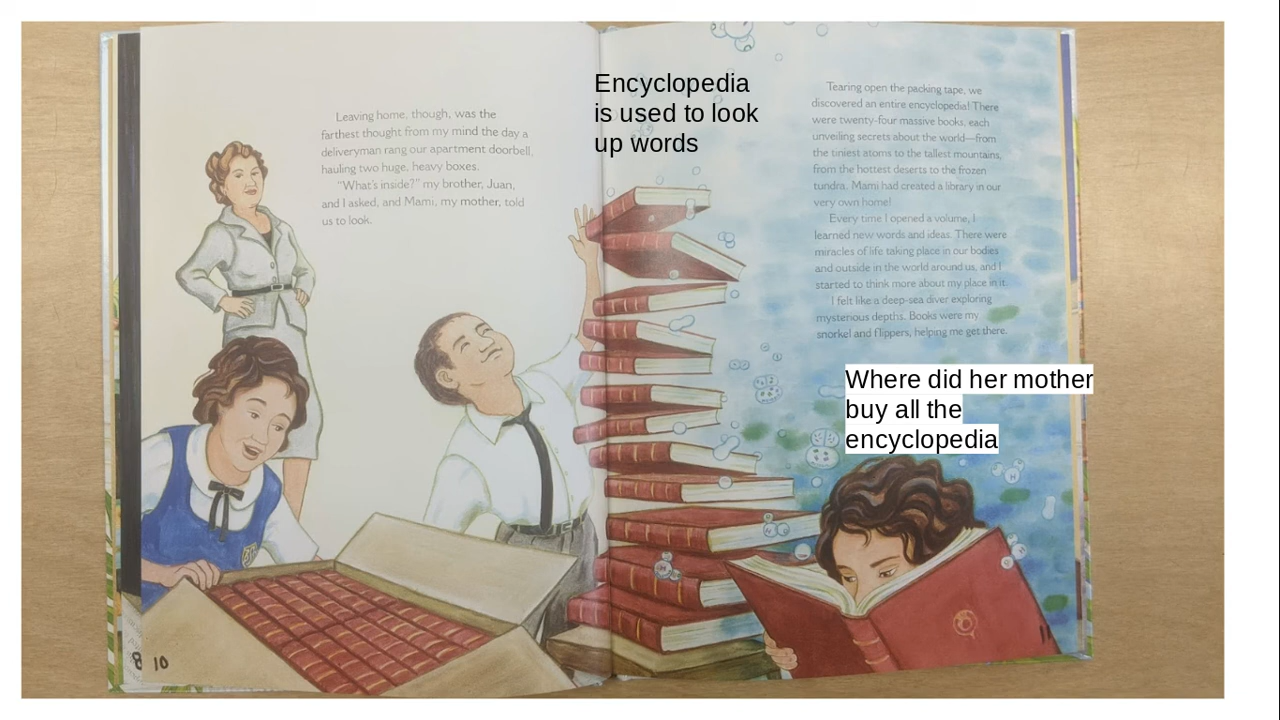 Leaving home, though, was the
farthest thought from my mind the day a
deliveryman rang our apartment doorbell,
hauling two huge, heavy boxes.
"What's inside?" my brother, Juan,
and I asked, and Mami, my mother, told
us to look.
8 10
Encyclopedia
is used to look
up words
Tearing open the packing tape, we
discovered an entire encyclopedia! There
were twenty-four massive books, each
unveiling secrets about the world—from
the tiniest atoms to the tallest mountains,
from the hottest deserts to the frozen
tundra. Mami had created a library in our
very own home!
Every time I opened a volume, I
learned new words and ideas. There were
miracles of life taking place in our bodies
and outside in the world around us, and I
started to think more about my place in it.
I felt like a deep-sea diver exploring
mysterious depths. Books were my
snorkel and flippers, helping me get there.
Where did her mother
buy all the
encyclopedia
11